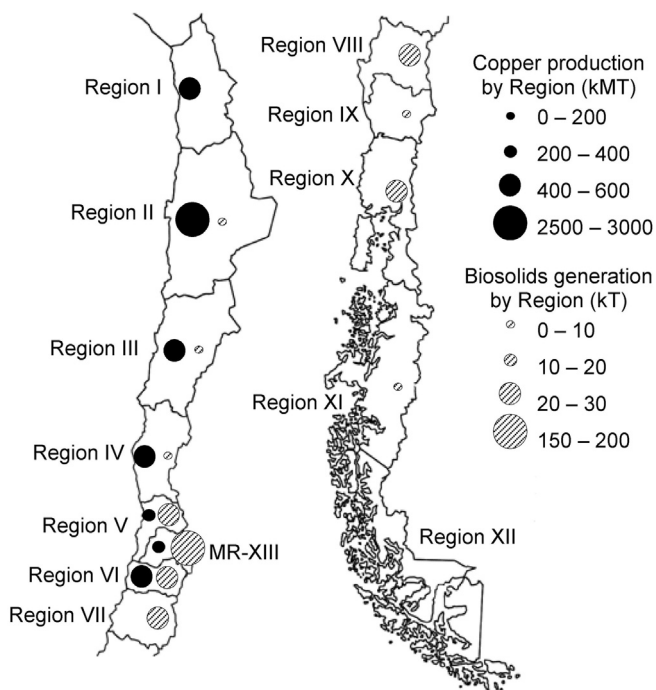 Region I
Region II
Region III
Region IV
Region V
MR-XIII
Region VI
Region VII
Region VIII
Region IX
Region X
Region XI
Region XII
Copper production
by Region (kMT)
0 – 200
200 – 400
400 – 600
2500 – 3000
Biosolids generation
by Region (kT)
0 – 10
10 – 20
20 – 30
150 – 200